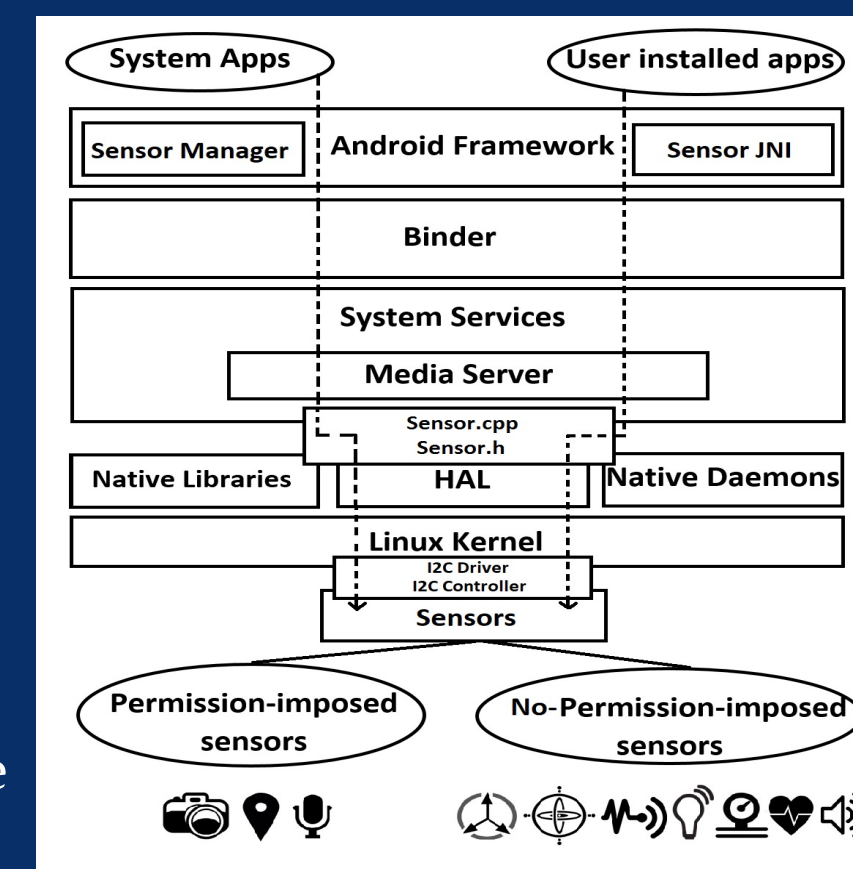 System Apps
User installed apps
Sensor Manager
Android Framework
Sensor JNI
Binder
System Services
Media Server
Sensor.cpp
Sensor.h
Native Libraries
HAL
Native Daemons
Linux Kernel
I2C Driver
I2C Controller
Sensors
Permission-imposed
sensors
No-Permission-imposed
sensors
e